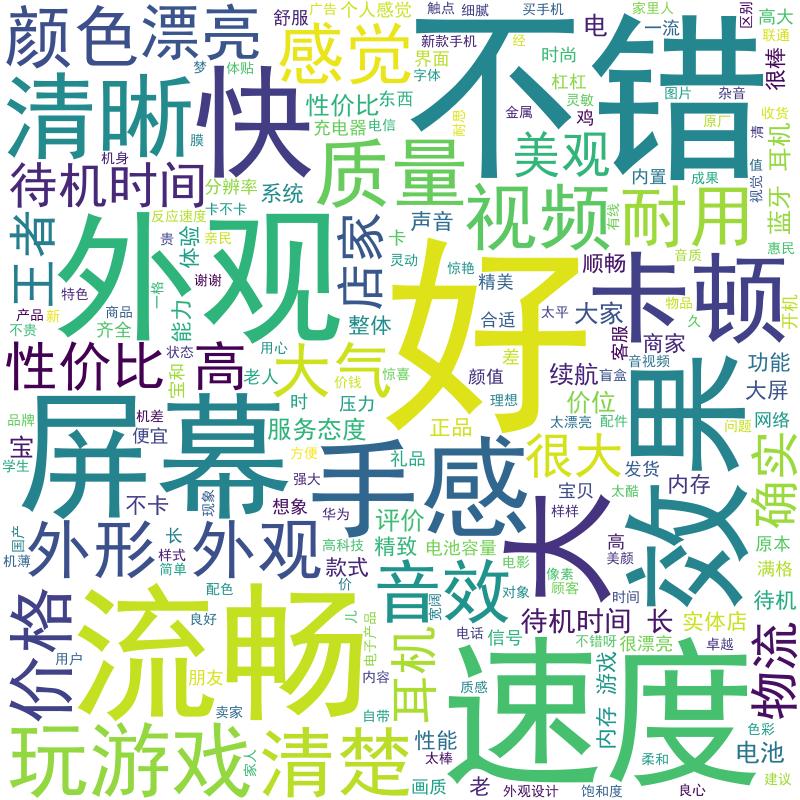 颜色
漂亮
舒服
广告
个人感觉
触点
细腻
买手机
家里人
区别
高大
感觉
不错
新款手机
经
电
一流
联通
梦
体贴
界面
字体
时尚
很棒
清晰
快
性价比
东西
杠杠
灵敏
图片
杂音
充电器
电信
耐思
金属
鸡
原厂
清
收货
机身
膜
质量
美观
耳机
待机时间
分辨率
系统
内置
成果
视觉
值
反应速度
卡不卡
视频
有线
耐用
蓝牙
王者
外观
贵
亲民
体验
店家
声音
卡
顺畅
音质
惠民
特色
一格
谢谢
灵动
惊艳
精美
卡顿
产品
新
商品
能力
好
太平
大家
物品
久
开机
不贵
齐全
整体
合适
客服
商家
性价比 高
状态
用心
大气
差
音视频
宝和
老人
价钱
惊喜
颜值
续航
盲盒
效果
功能
大屏
品牌
机差
时
压力
理想
价位
宝
便宜
服务态度
正品
太漂亮
配件
问题
网络
屏幕
方便
手感
很大
学生
强大
礼品
发货
确实
现象
不卡
想象
华为
宝贝
太酷
内存
大
国产
外形
外观
评价
样样
机薄
长
样式
简单
高科技
精致
电池容量
高
美颜
原本
款式
电影
像素
顾客
满格
价格
配色
价
音效
宽阔
对象
时间
待机
流畅
良好
儿
待机时间 长
实体店
物流
电子产品
电话
信号
不错呀
很漂亮
卓越
用户
朋友
内容
耳机
速度
质感
游戏
卖家
自带
内存
色彩
玩游戏
清楚
性能
太棒
柔和
电池
家人
画质
老
外观设计
饱和度
良心
建议